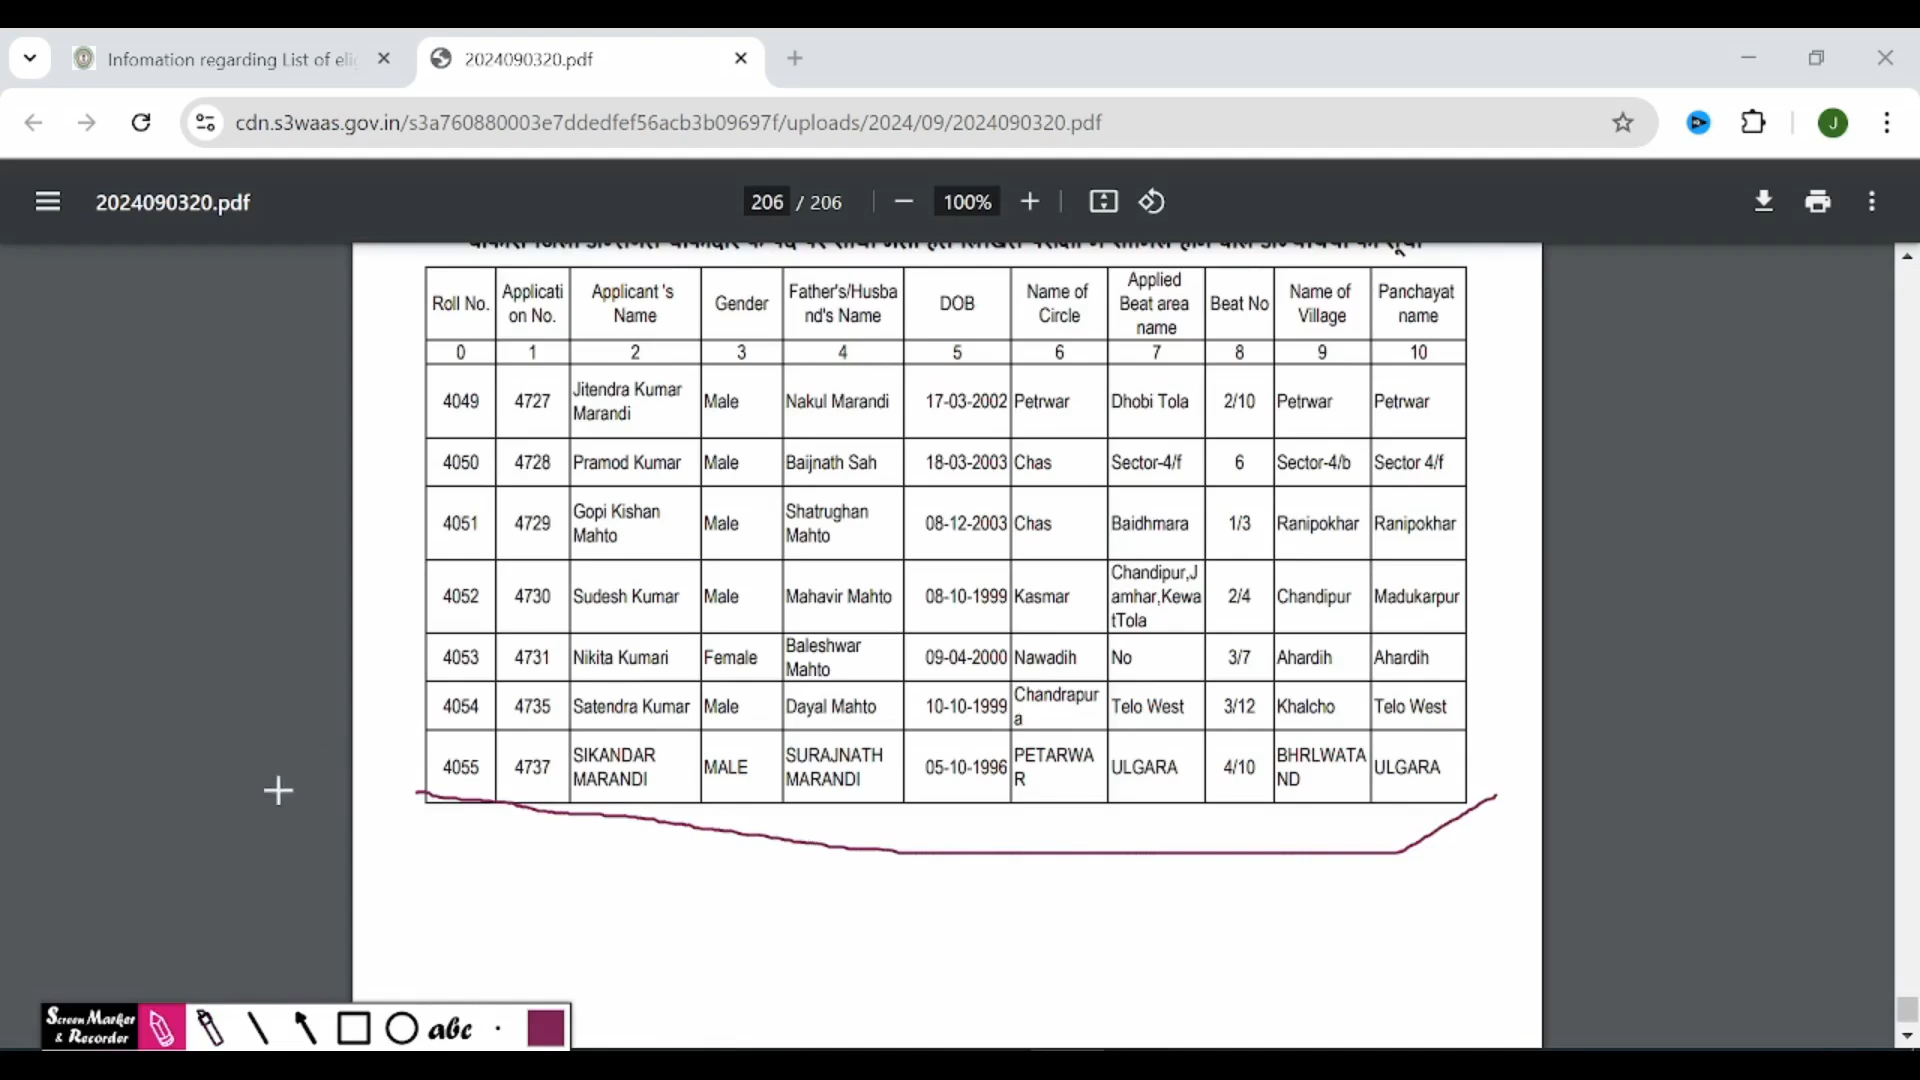 Infomation regarding List of eli
2024090320.pdf
cdn.s3waas.gov.in/s3a760880003e7ddedfef56acb3b09697f/uploads/2024/09/2024090320.pdf
J
2024090320.pdf
206 / 206
100%
Roll No. Applicati on No. Applicant 's Name Gender Father's/Husba nd's Name DOB Name of Circle Applied Beat area name Beat No Name of Village Panchayat name
0 1 2 3 4 5 6 7 8 9 10
4049 4727 Jitendra Kumar Marandi Male Nakul Marandi 17-03-2002 Petrwar Dhobi Tola 2/10 Petrwar Petrwar
4050 4728 Pramod Kumar Male Baijnath Sah 18-03-2003 Chas Sector-4/f 6 Sector-4/b Sector 4/f
4051 4729 Gopi Kishan Mahto Male Shatrughan Mahto 08-12-2003 Chas Baidhmara 1/3 Ranipokhar Ranipokhar
4052 4730 Sudesh Kumar Male Mahavir Mahto 08-10-1999 Kasmar Chandipur,J amhar,Kewa tTola 2/4 Chandipur Madukarpur
4053 4731 Nikita Kumari Female Baleshwar Mahto 09-04-2000 Nawadih No 3/7 Ahardih Ahardih
4054 4735 Satendra Kumar Male Dayal Mahto 10-10-1999 Chandrapur a Telo West 3/12 Khalcho Telo West
4055 4737 SIKANDAR MARANDI MALE SURAJNATH MARANDI 05-10-1996 PETARWA R ULGARA 4/10 BHRLWATA ND ULGARA
Screen Marker
& Recorder
abc